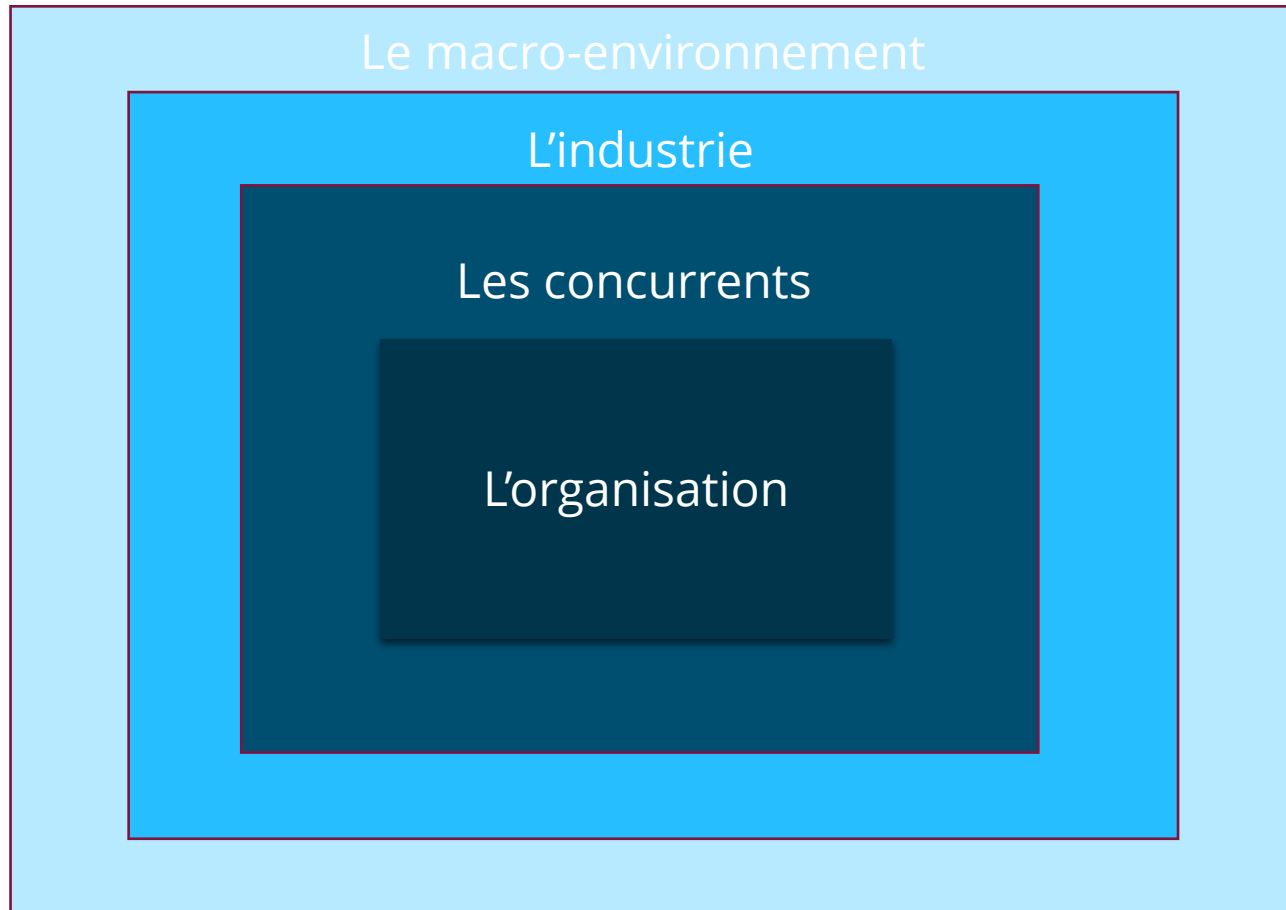 Le macro-environnement
L’industrie
Les concurrents
L’organisation